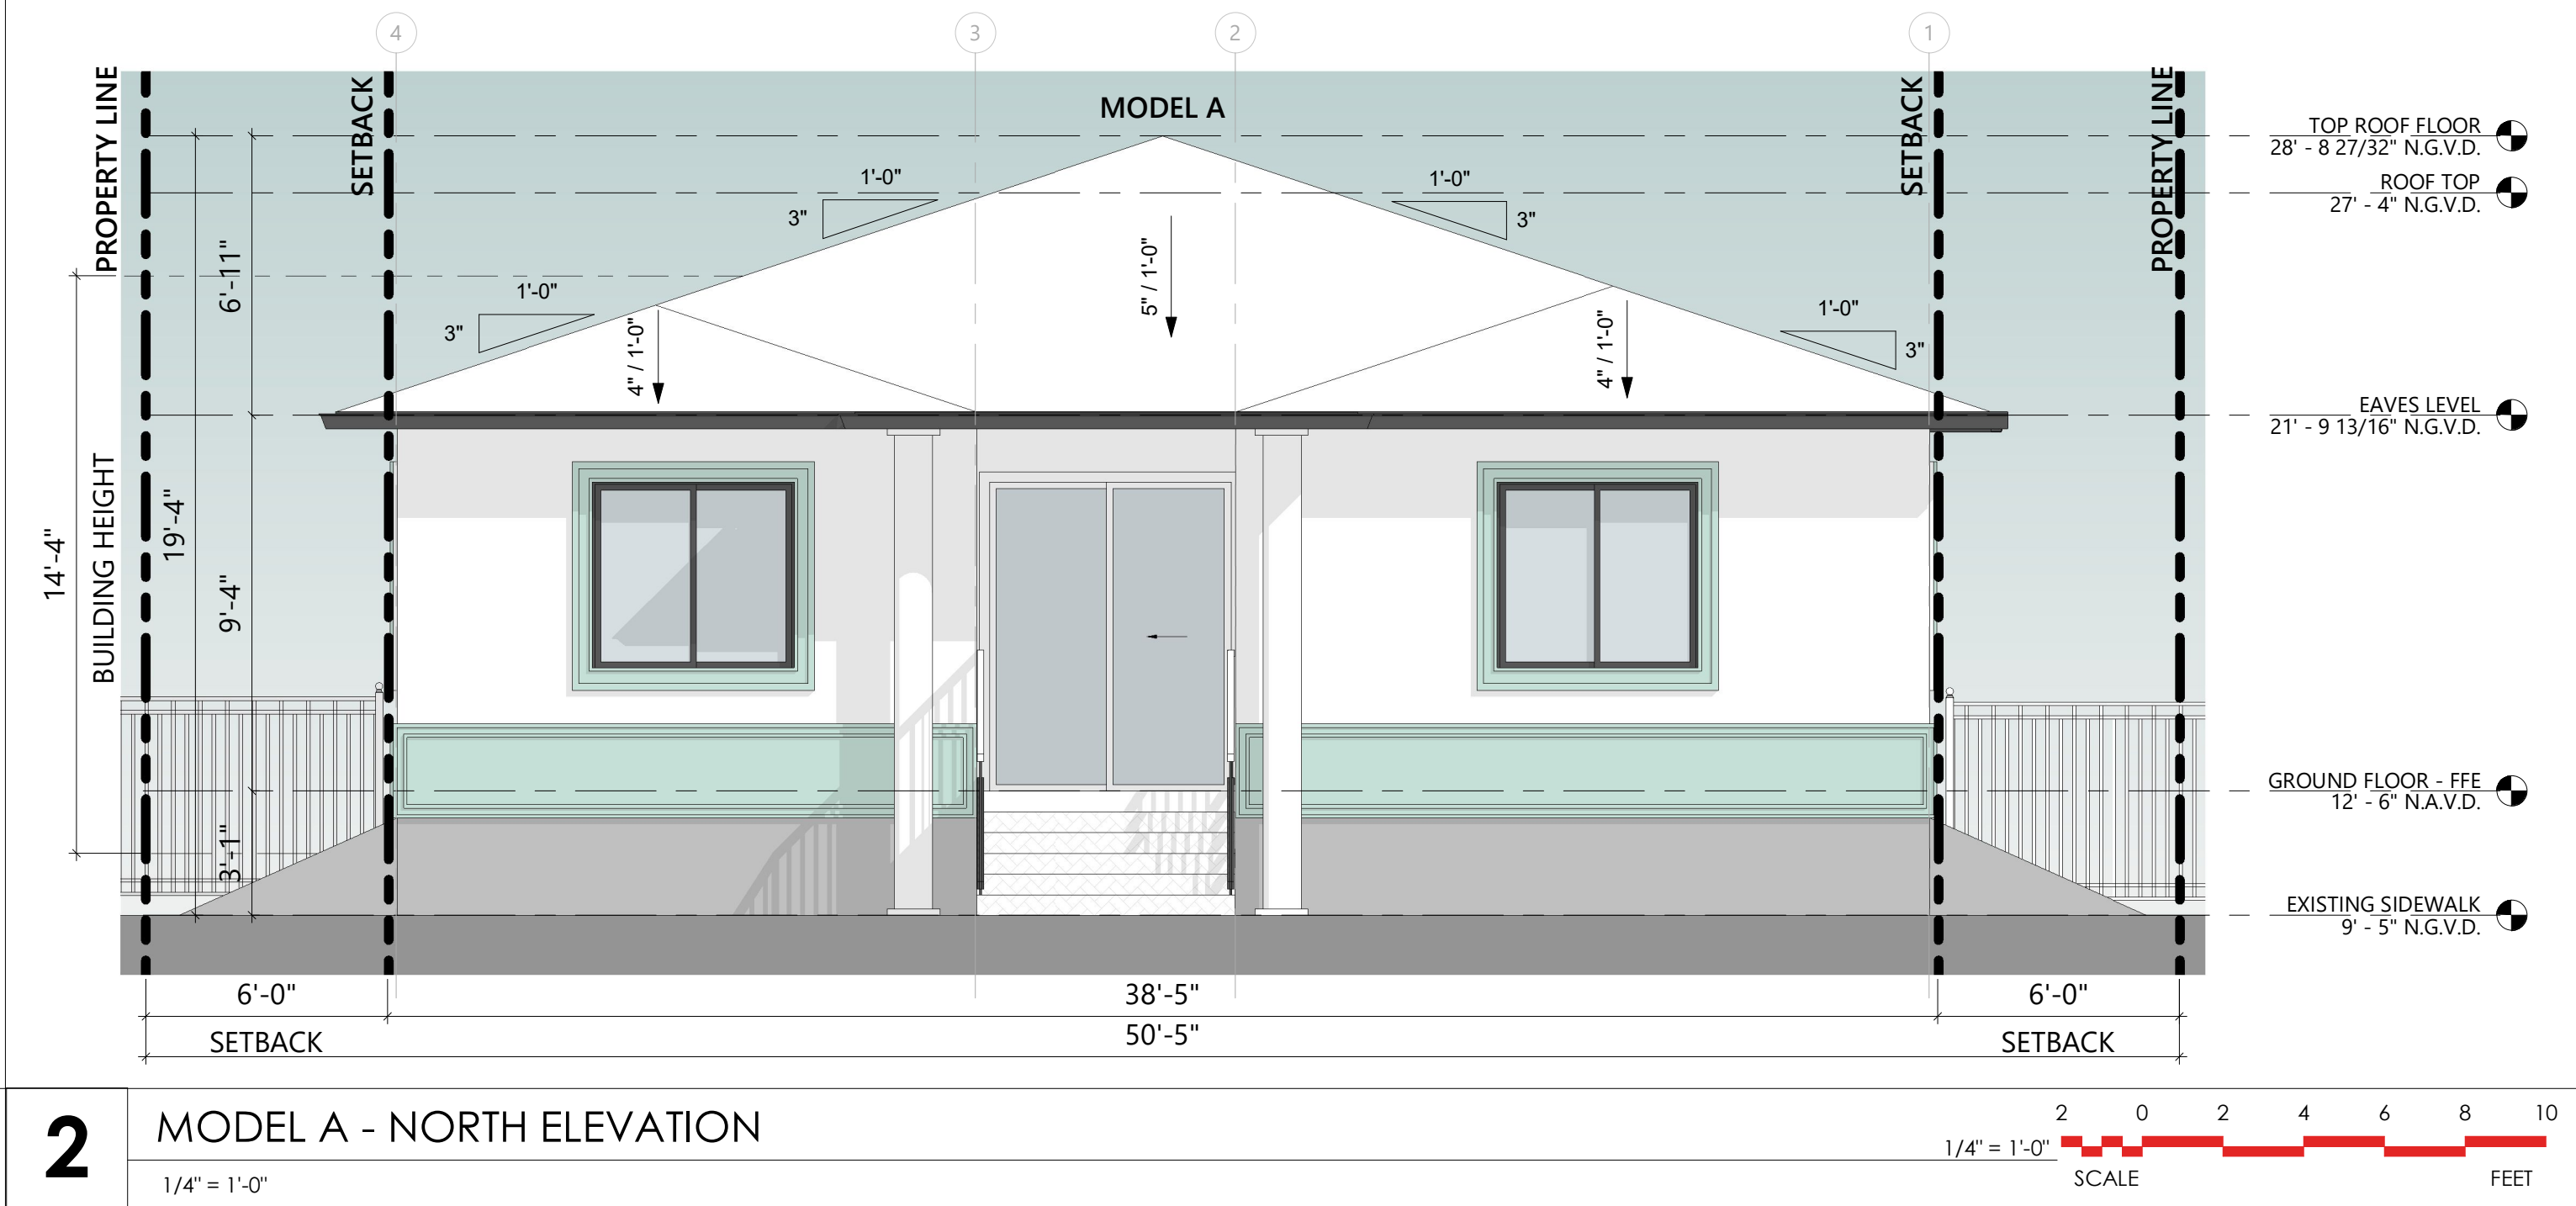 4
3
2
1
PROPERTY LINE
SETBACK
MODEL A
SETBACK
PROPERTY LINE
TOP ROOF FLOOR
28' - 8 27/32" N.G.V.D.
ROOF TOP
27' - 4" N.G.V.D.
1'-0"
3"
1'-0"
3"
1'-0"
3"
1'-0"
3"
4" / 1'-0"
5" / 1'-0"
4" / 1'-0"
6'-11"
EAVES LEVEL
21' - 9 13/16" N.G.V.D.
14'-4"
BUILDING HEIGHT
19'-4"
9'-4"
3'-1"
GROUND FLOOR - FFE
12' - 6" N.A.V.D.
EXISTING SIDEWALK
9' - 5" N.G.V.D.
6'-0"
38'-5"
6'-0"
SETBACK
50'-5"
SETBACK
2
MODEL A - NORTH ELEVATION
1/4" = 1'-0"
2 0 2 4 6 8 10
1/4" = 1'-0"
SCALE
FEET